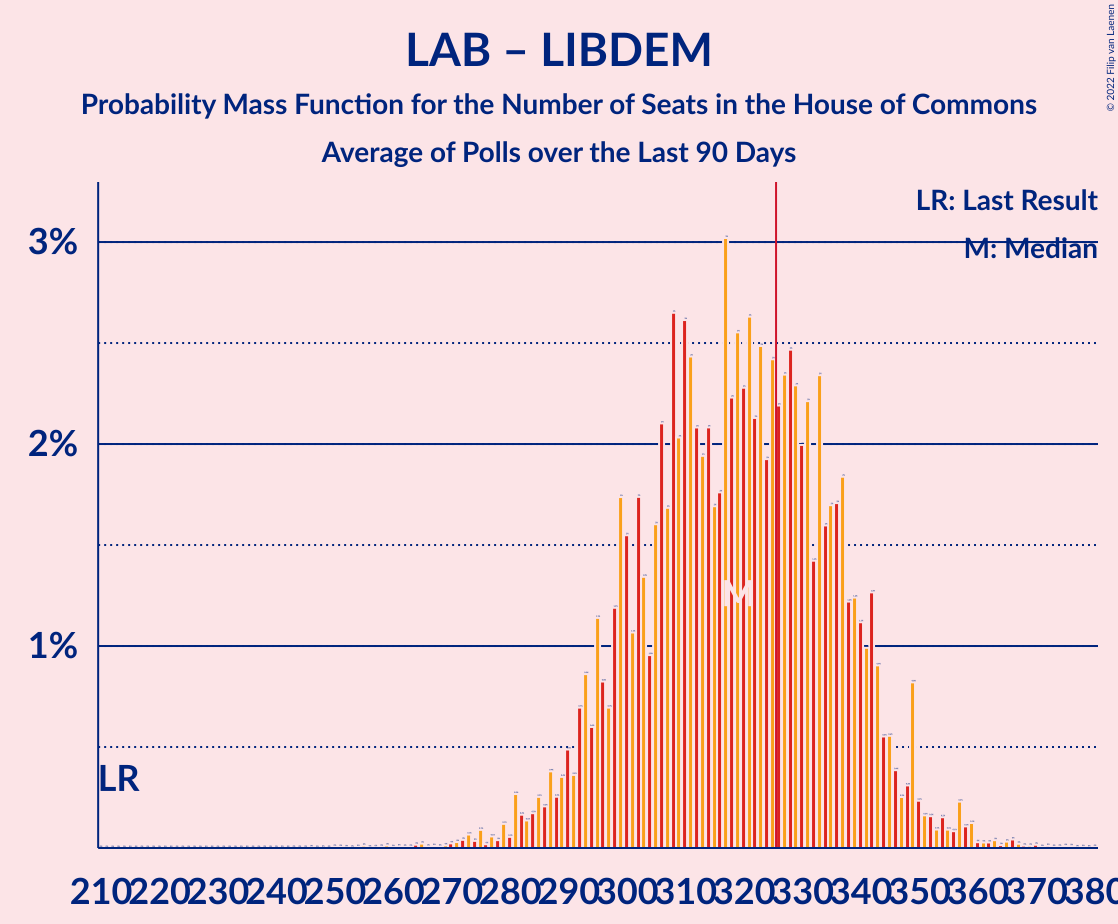 © 2022 Filip van Laenen
LAB – LIBDEM
Probability Mass Function for the Number of Seats in the House of Commons
Average of Polls over the Last 90 Days
LR: Last Result
M: Median
3%
2%
1%
M
LR
210 220 230 240 250 260 270 280 290 300 310 320 330 340 350 360 370 380